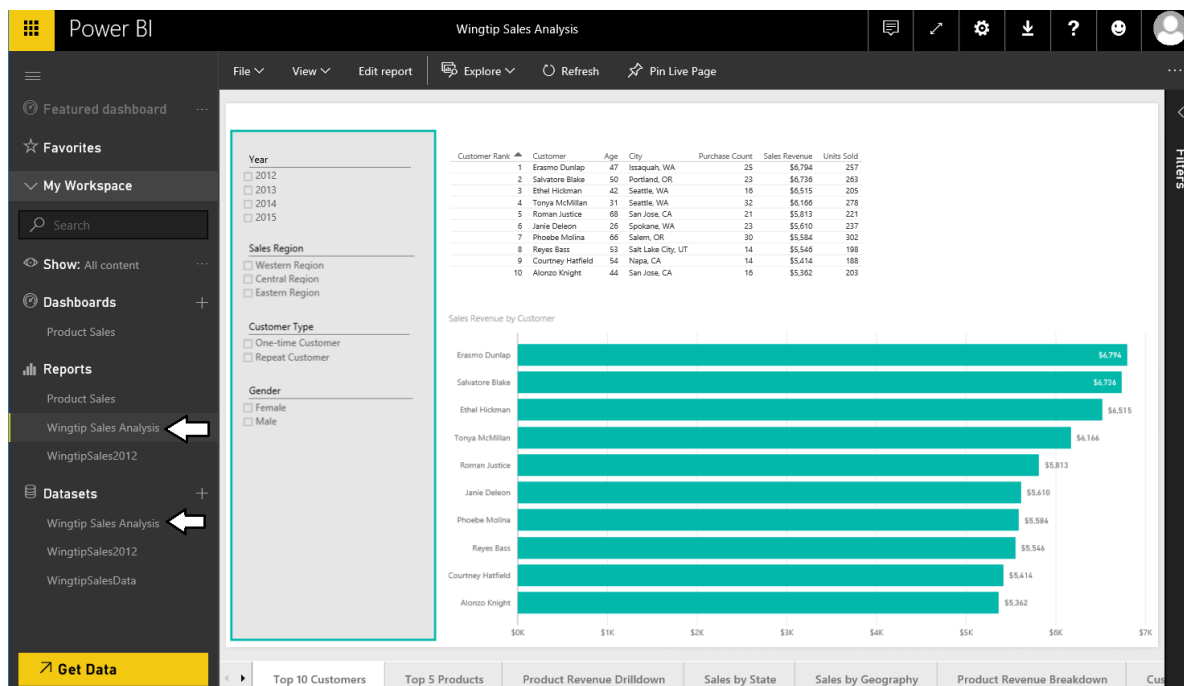 Power BI
Wingtip Sales Analysis
?
File View Edit report Explore Refresh Pin Live Page ...
Featured dashboard ...
Favorites
My Workspace
Search
Show: All content ...
Dashboards +
Product Sales
Reports
Product Sales
Wingtip Sales Analysis
WingtipSales2012
Datasets +
Wingtip Sales Analysis
WingtipSales2012
WingtipSalesData
Get Data
Year
2012
2013
2014
2015
Sales Region
Western Region
Central Region
Eastern Region
Customer Type
One-time Customer
Repeat Customer
Gender
Female
Male
Customer Rank Customer Age City Purchase Count Sales Revenue Units Sold
1 Erasmo Dunlap 47 Issaquah, WA 25 $6,794 257
2 Salvatore Blake 50 Portland, OR 23 $6,736 263
3 Ethel Hickman 42 Seattle, WA 16 $6,515 205
4 Tonya McMillan 31 Seattle, WA 32 $6,166 278
5 Roman Justice 68 San Jose, CA 21 $5,813 221
6 Janie Deleon 26 Spokane, WA 23 $5,610 237
7 Phoebe Molina 66 Salem, OR 30 $5,584 302
8 Reyes Bass 53 Salt Lake City, UT 14 $5,546 198
9 Courtney Hatfield 54 Napa, CA 14 $5,414 188
10 Alonzo Knight 44 San Jose, CA 16 $5,362 203
Sales Revenue by Customer
Erasmo Dunlap $6,794
Salvatore Blake $6,736
Ethel Hickman $6,515
Tonya McMillan $6,166
Roman Justice $5,813
Janie Deleon $5,610
Phoebe Molina $5,584
Reyes Bass $5,546
Courtney Hatfield $5,414
Alonzo Knight $5,362
$0K $1K $2K $3K $4K $5K $6K $7K
Filters
Top 10 Customers Top 5 Products Product Revenue Drilldown Sales by State Sales by Geography Product Revenue Breakdown Cus